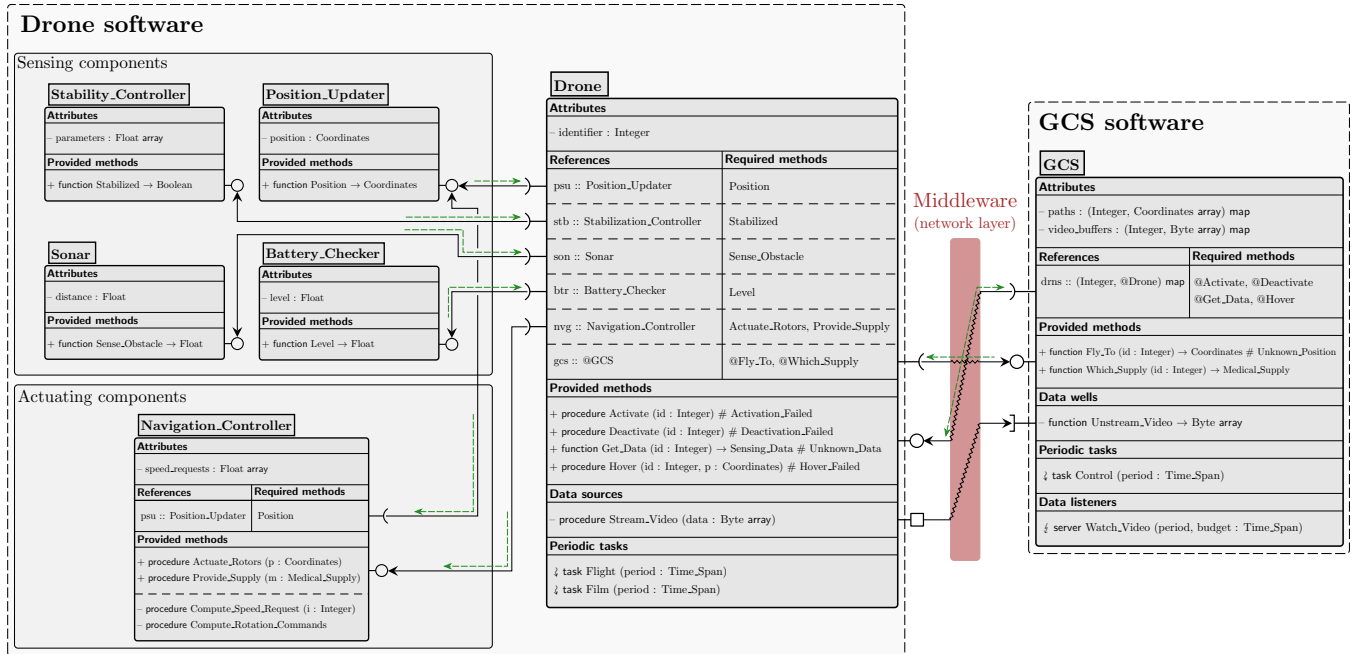 Drone software
Sensing components
Stability_Controller
Attributes
– parameters : Float array
Provided methods
+ function Stabilized → Boolean
Position_Updater
Attributes
– position : Coordinates
Provided methods
+ function Position → Coordinates
Sonar
Attributes
– distance : Float
Provided methods
+ function Sense_Obstacle → Float
Battery_Checker
Attributes
– level : Float
Provided methods
+ function Level → Float
Actuating components
Navigation_Controller
Attributes
– speed_requests : Float array
References Required methods
psu :: Position_Updater Position
Provided methods
+ procedure Actuate_Rotors (p : Coordinates)
+ procedure Provide_Supply (m : Medical_Supply)
– procedure Compute_Speed_Request (i : Integer)
– procedure Compute_Rotation_Commands
Drone
Attributes
– identifier : Integer
References Required methods
psu :: Position_Updater Position
stb :: Stabilization_Controller Stabilized
son :: Sonar Sense_Obstacle
btr :: Battery_Checker Level
nvg :: Navigation_Controller Actuate_Rotors, Provide_Supply
gcs :: @GCS @Fly_To, @Which_Supply
Provided methods
+ procedure Activate (id : Integer) # Activation_Failed
+ procedure Deactivate (id : Integer) # Deactivation_Failed
+ function Get_Data (id : Integer) → Sensing_Data # Unknown_Data
+ procedure Hover (id : Integer, p : Coordinates) # Hover_Failed
Data sources
– procedure Stream_Video (data : Byte array)
Periodic tasks
task Flight (period : Time_Span)
task Film (period : Time_Span)
Middleware
(network layer)
GCS software
GCS
Attributes
– paths : (Integer, Coordinates array) map
– video_buffers : (Integer, Byte array) map
References Required methods
drns :: (Integer, @Drone) map @Activate, @Deactivate
@Get_Data, @Hover
Provided methods
+ function Fly_To (id : Integer) → Coordinates # Unknown_Position
+ function Which_Supply (id : Integer) → Medical_Supply
Data wells
– function Unstream_Video → Byte array
Periodic tasks
task Control (period : Time_Span)
Data listeners
server Watch_Video (period, budget : Time_Span)